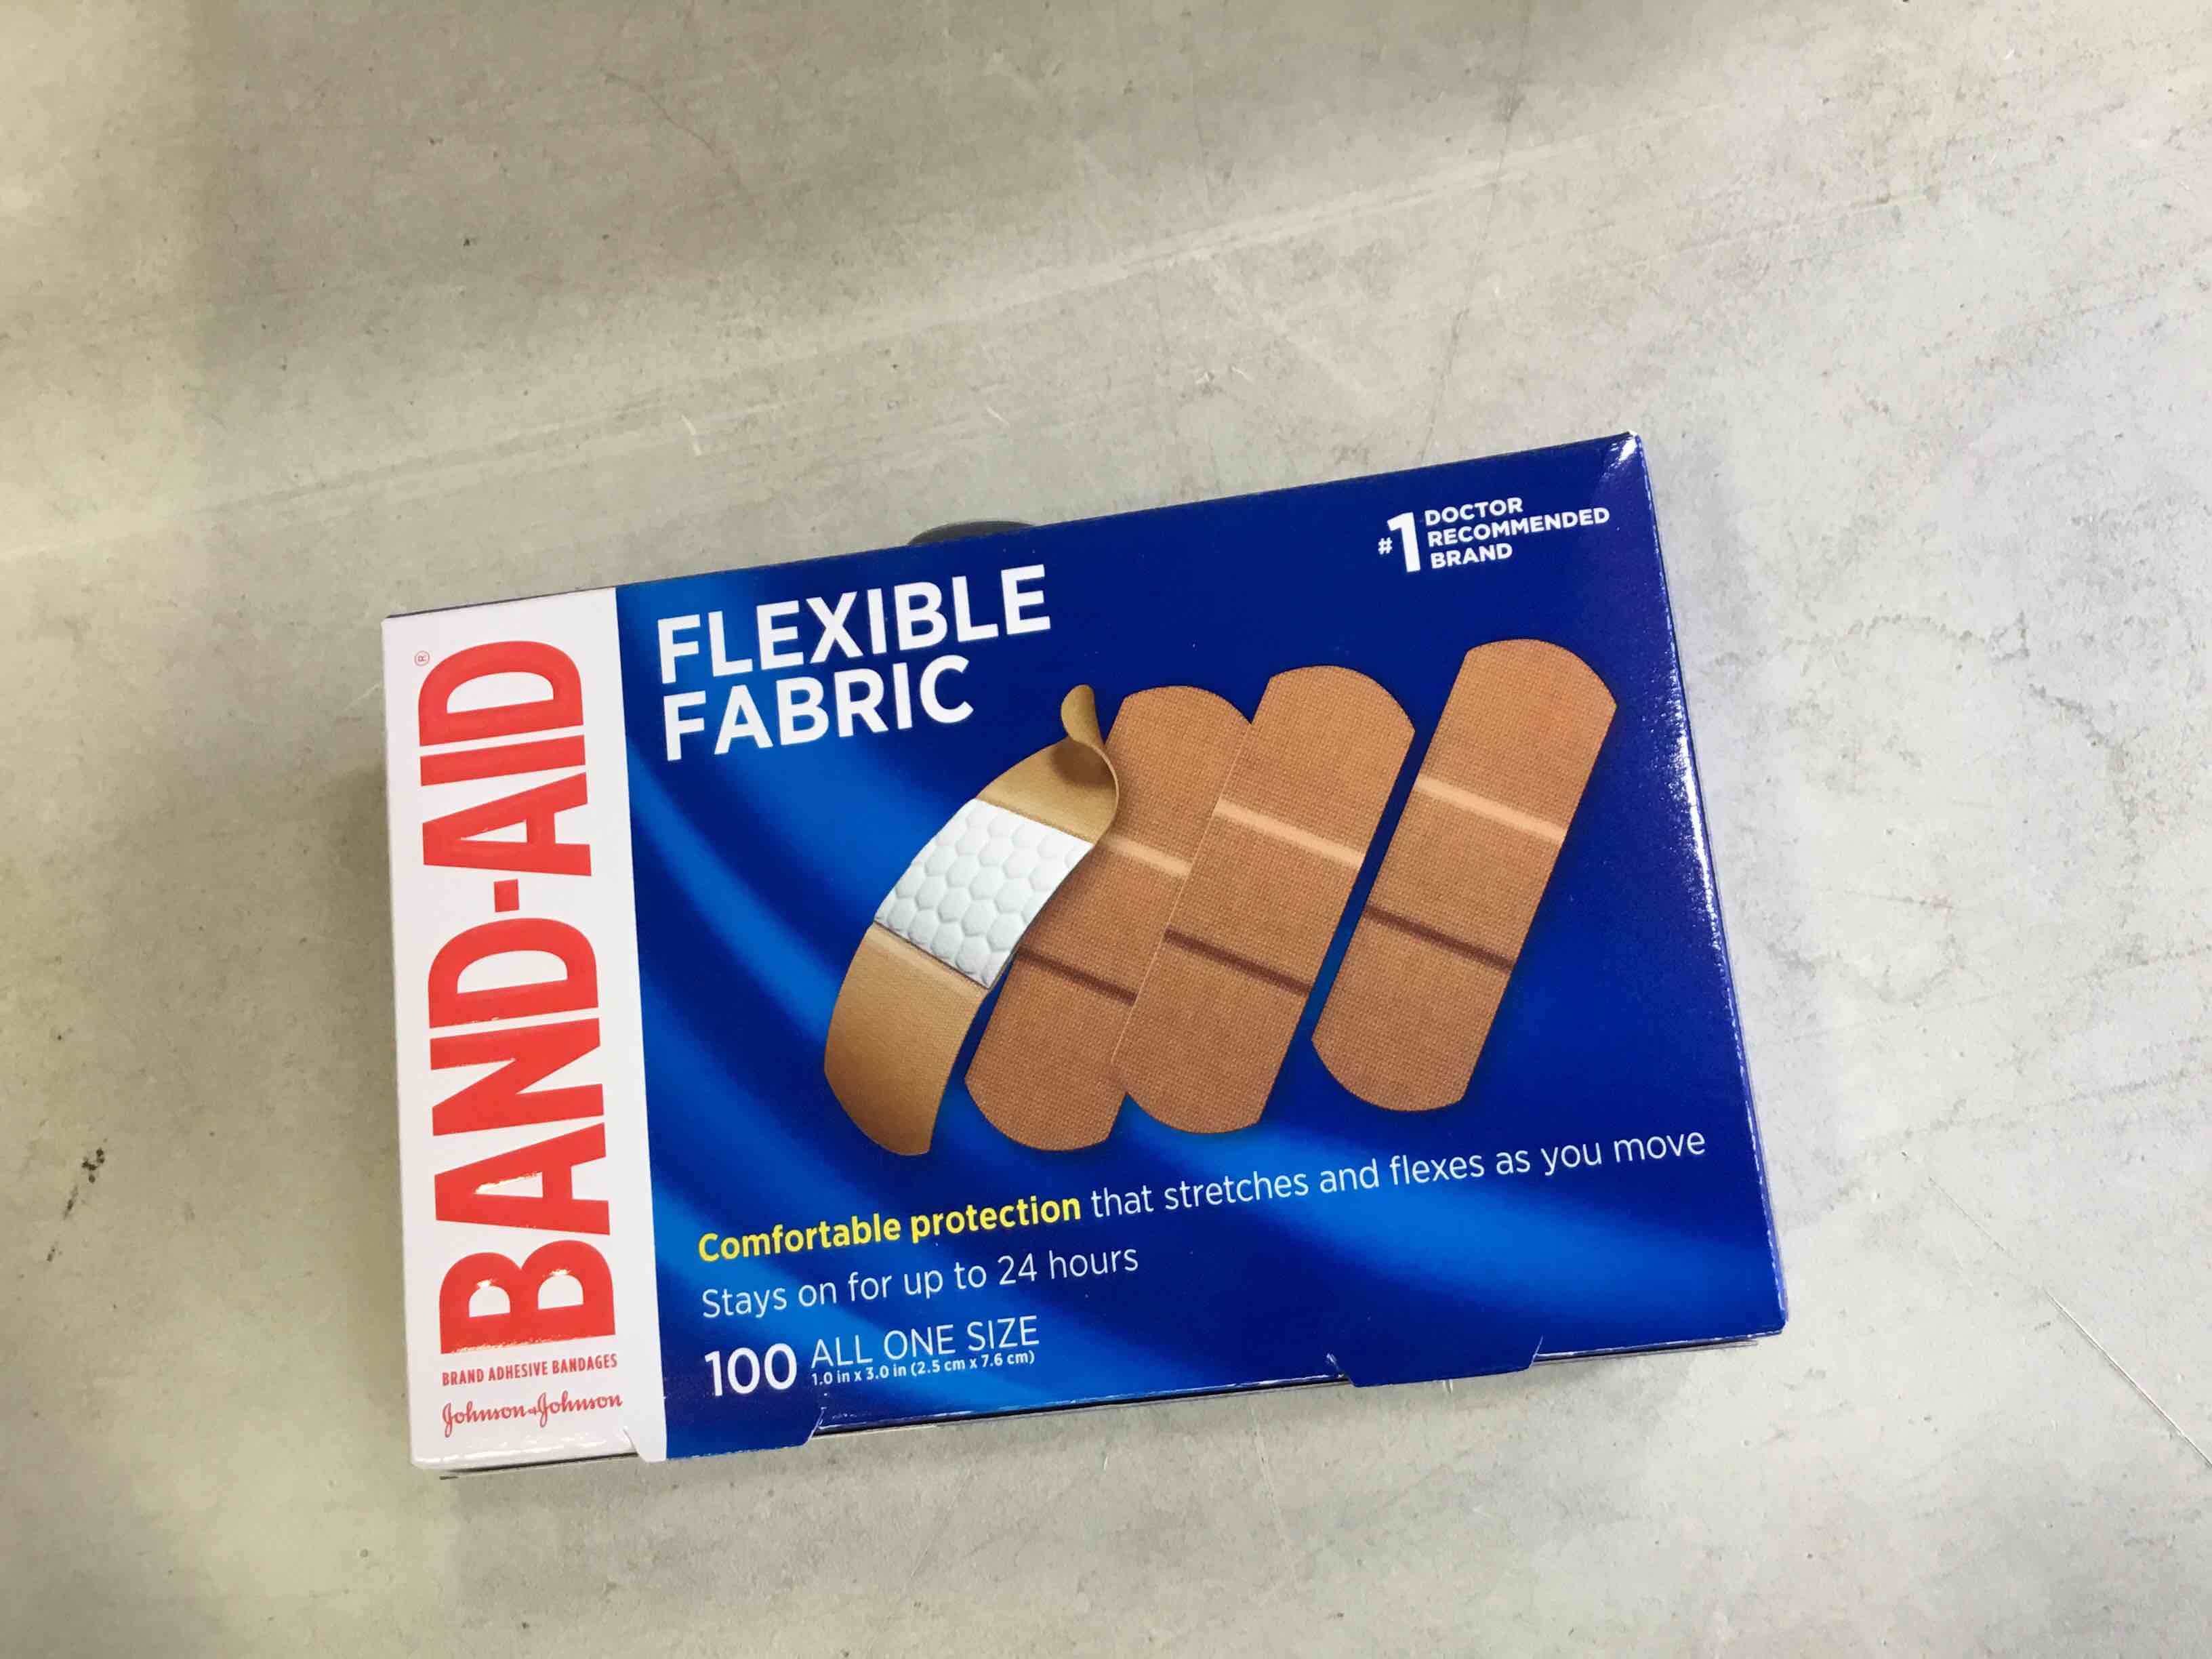 BAND-AID®
BRAND ADHESIVE BANDAGES
Johnson+Johnson
FLEXIBLE
FABRIC
#1 DOCTOR
RECOMMENDED
BRAND
Comfortable protection that stretches and flexes as you move
Stays on for up to 24 hours
100 ALL ONE SIZE
1.0 in x 3.0 in (2.5 cm x 7.6 cm)